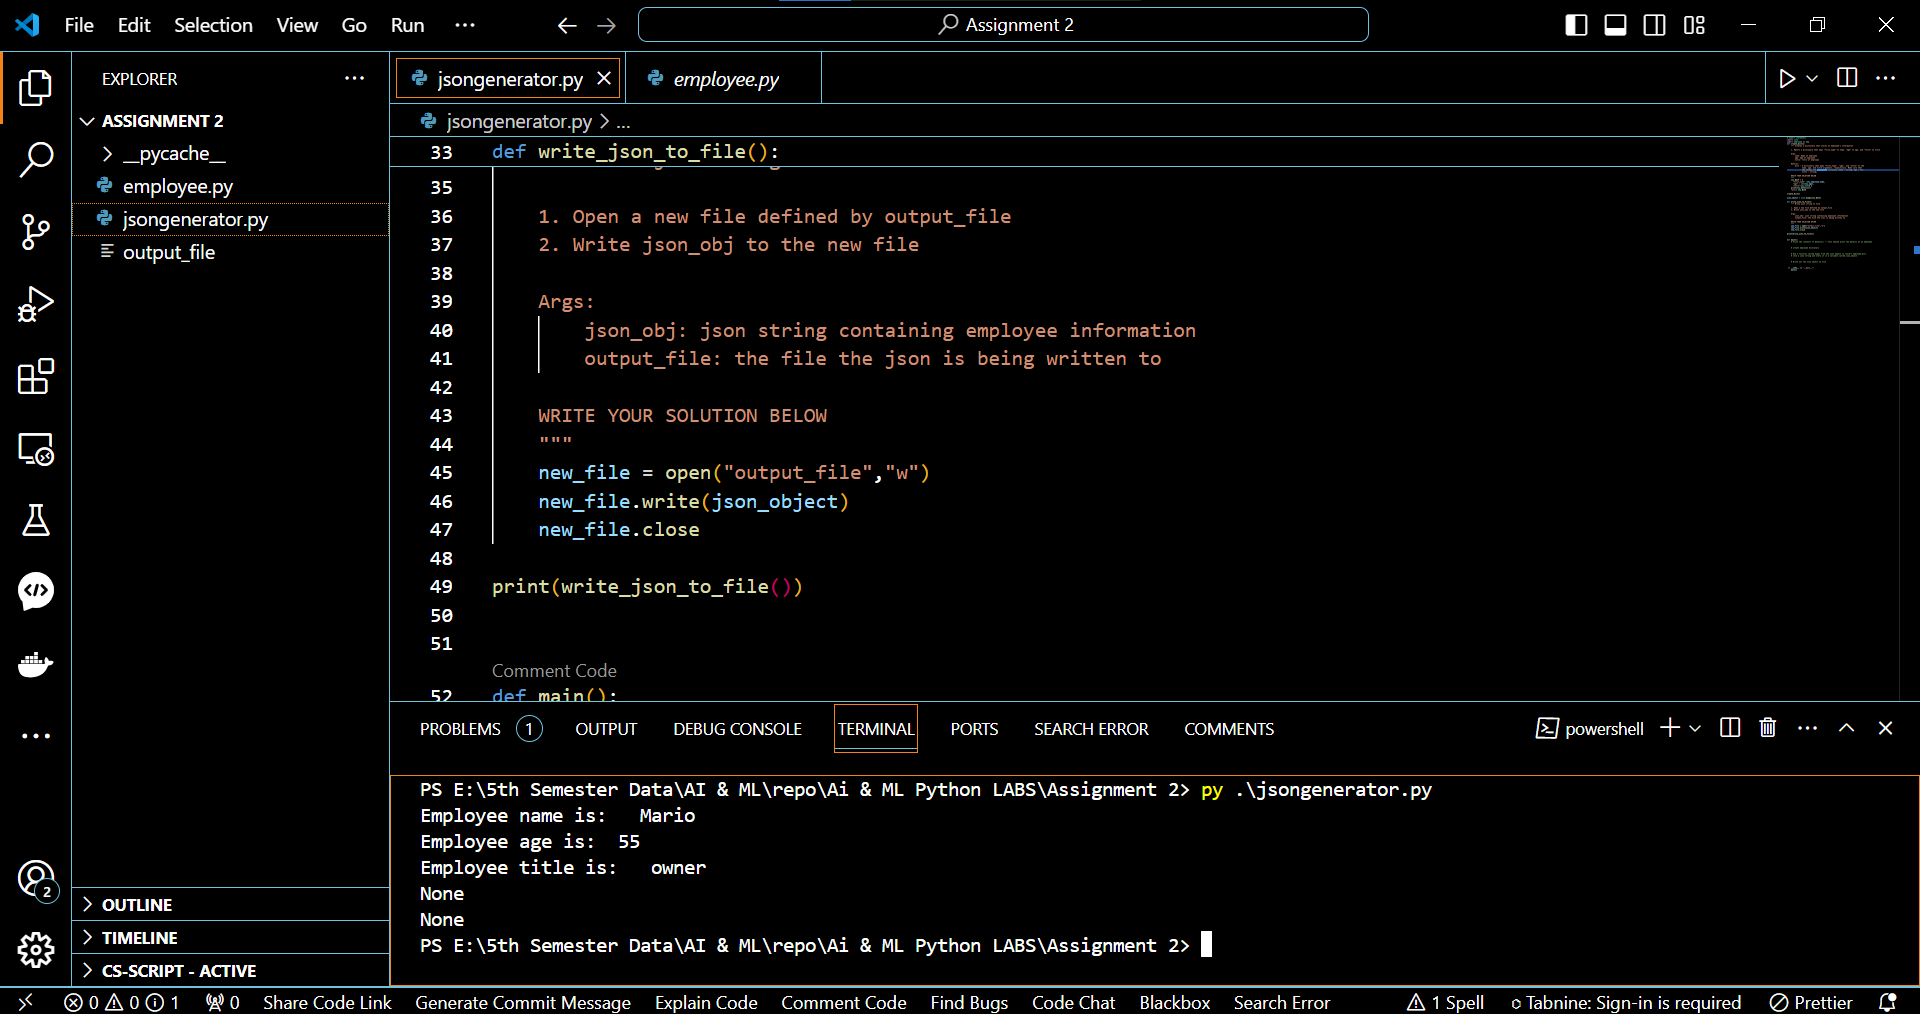 File Edit Selection View Go Run ...
Assignment 2
EXPLORER ...
ASSIGNMENT 2
__pycache__
employee.py
jsongenerator.py
output_file
OUTLINE
TIMELINE
CS-SCRIPT - ACTIVE
2
jsongenerator.py employee.py
jsongenerator.py > ...
33 def write_json_to_file():
35
36 1. Open a new file defined by output_file
37 2. Write json_obj to the new file
38
39 Args:
40 json_obj: json string containing employee information
41 output_file: the file the json is being written to
42
43 WRITE YOUR SOLUTION BELOW
44 """
45 new_file = open("output_file","w")
46 new_file.write(json_object)
47 new_file.close
48
49 print(write_json_to_file())
50
51
Comment Code
52 def main():
PROBLEMS 1 OUTPUT DEBUG CONSOLE TERMINAL PORTS SEARCH ERROR COMMENTS powershell
PS E:\5th Semester Data\AI & ML\repo\Ai & ML Python LABS\Assignment 2> py .\jsongenerator.py
Employee name is: Mario
Employee age is: 55
Employee title is: owner
None
None
PS E:\5th Semester Data\AI & ML\repo\Ai & ML Python LABS\Assignment 2>
0 0 1 0 Share Code Link Generate Commit Message Explain Code Comment Code Find Bugs Code Chat Blackbox Search Error 1 Spell Tabnine: Sign-in is required Prettier